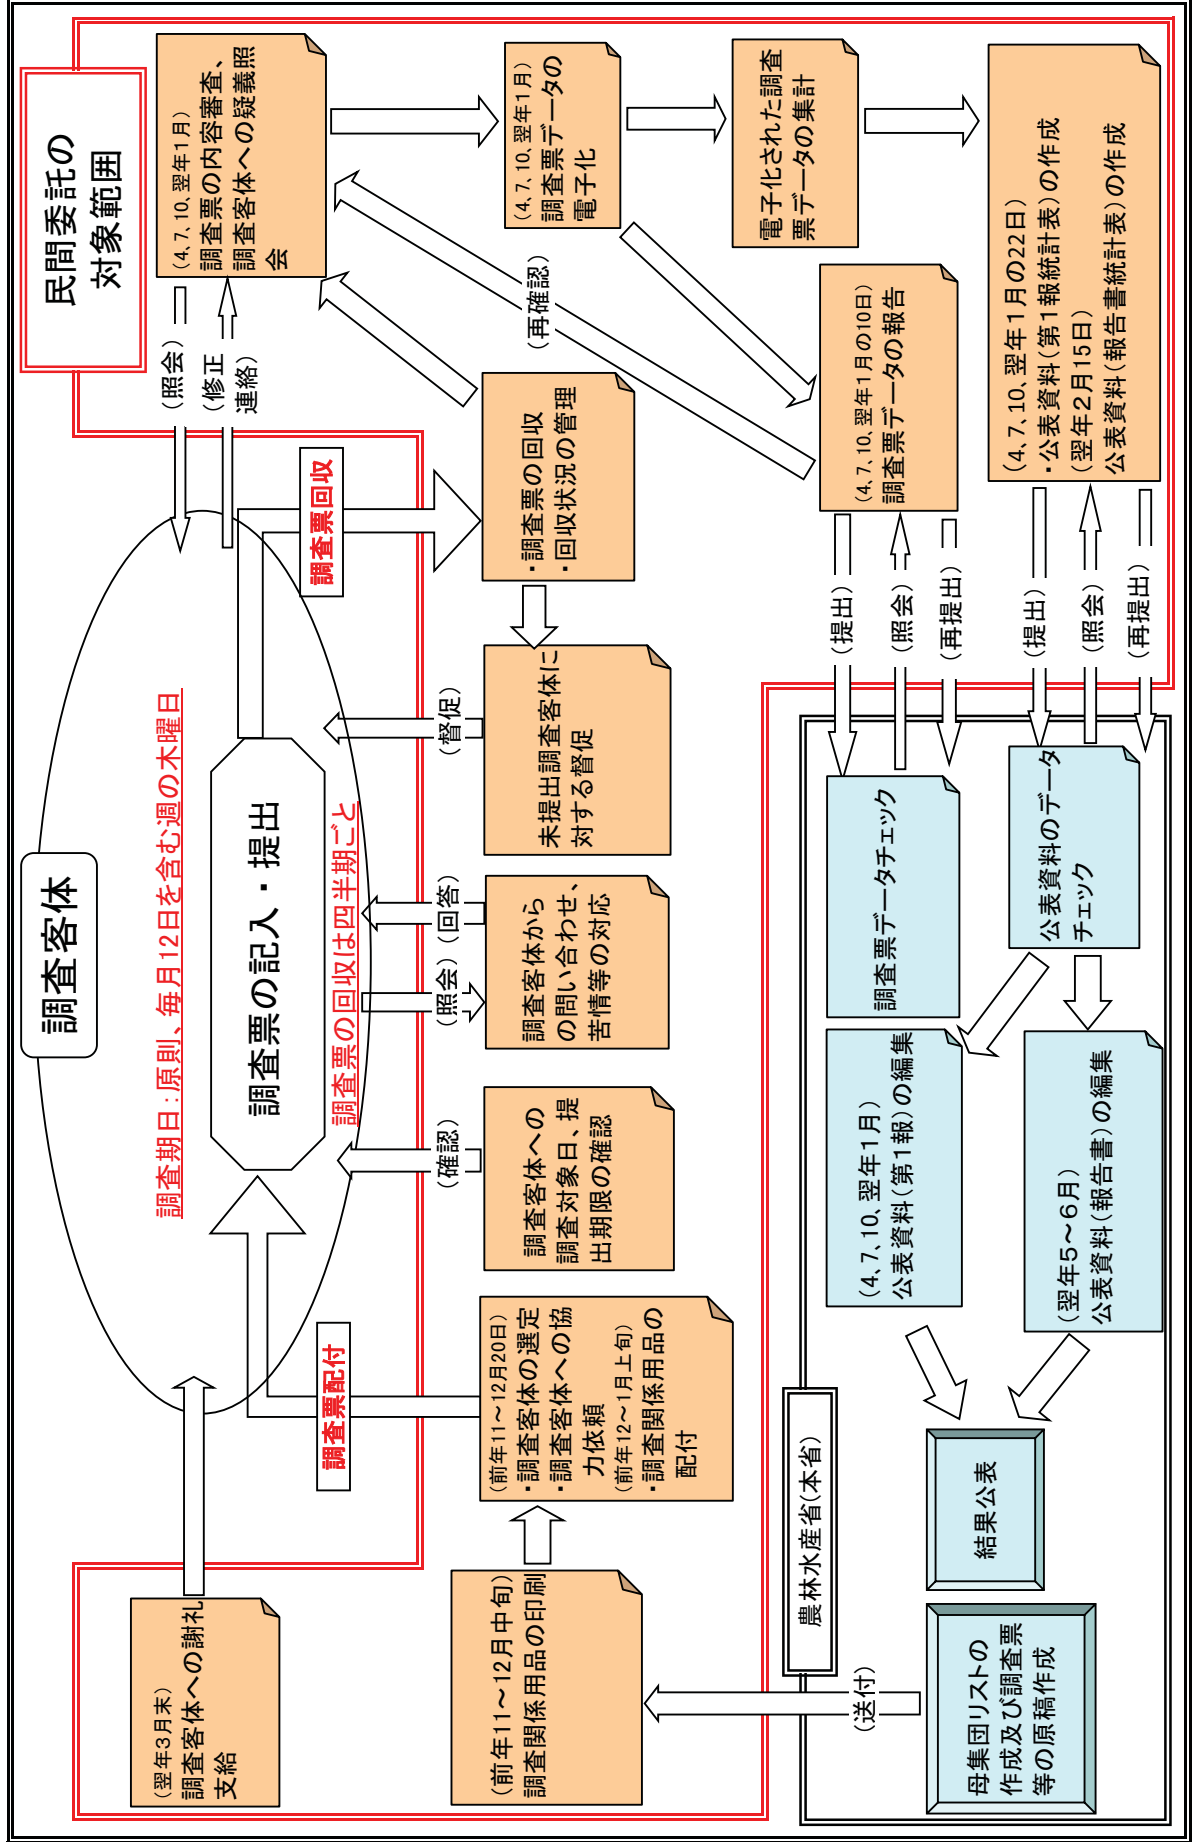 民間委託の
対象範囲
調査客体
調査期日:原則、毎月12日を含む週の木曜日
調査票の記入・提出
調査票の回収は四半期ごと
(翌年3月末)
調査客体への謝礼
支給
調査票配付
調査票回収
(照会)
(修正
連絡)
(4、7、10、翌年1月)
調査票の内容審査、
調査客体への疑義照
会
(前年11～12月中旬)
調査関係用品の印刷
(前年11～12月20日)
・調査客体の選定
・調査客体への協
力依頼
(前年12～1月上旬)
・調査関係用品の
配付
(確認)
調査客体への
調査対象日、提
出期限の確認
(照会)
(回答)
調査客体から
の問い合わせ、
苦情等の対応
(督促)
未提出調査客体に
対する督促
・調査票の回収
・回収状況の管理
(再確認)
(4、7、10、翌年1月)
調査票データの
電子化
電子化された調査
票データの集計
(4、7、10、翌年1月の10日)
調査票データの報告
(4、7、10、翌年1月の22日)
・公表資料(第1報統計表)の作成
(翌年2月15日)
公表資料(報告書統計表)の作成
(提出)
(照会)
(再提出)
(提出)
(照会)
(再提出)
農林水産省(本省)
(送付)
母集団リストの
作成及び調査票
等の原稿作成
結果公表
調査票データチェック
(4、7、10、翌年1月)
公表資料(第1報)の編集
公表資料のデータ
チェック
(翌年5～6月)
公表資料(報告書)の編集